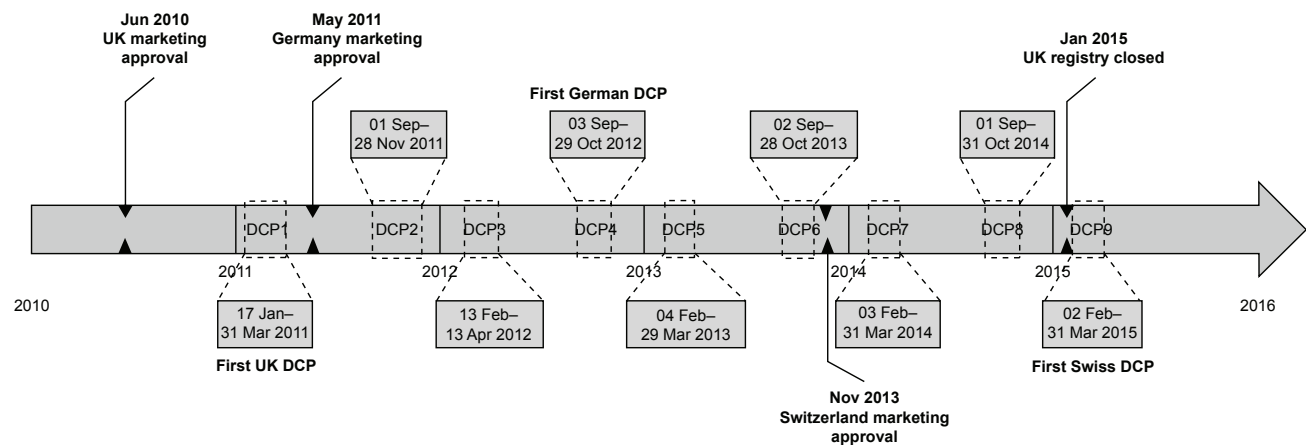 Jun 2010
UK marketing
approval
May 2011
Germany marketing
approval
Jan 2015
UK registry closed
First German DCP
01 Sep–
28 Nov 2011
03 Sep–
29 Oct 2012
02 Sep–
28 Oct 2013
01 Sep–
31 Oct 2014
DCP1
DCP2
DCP3
DCP4
DCP5
DCP6
DCP7
DCP8
DCP9
2010
2011
2012
2013
2014
2015
2016
17 Jan–
31 Mar 2011
13 Feb–
13 Apr 2012
04 Feb–
29 Mar 2013
03 Feb–
31 Mar 2014
02 Feb–
31 Mar 2015
First UK DCP
First Swiss DCP
Nov 2013
Switzerland marketing
approval